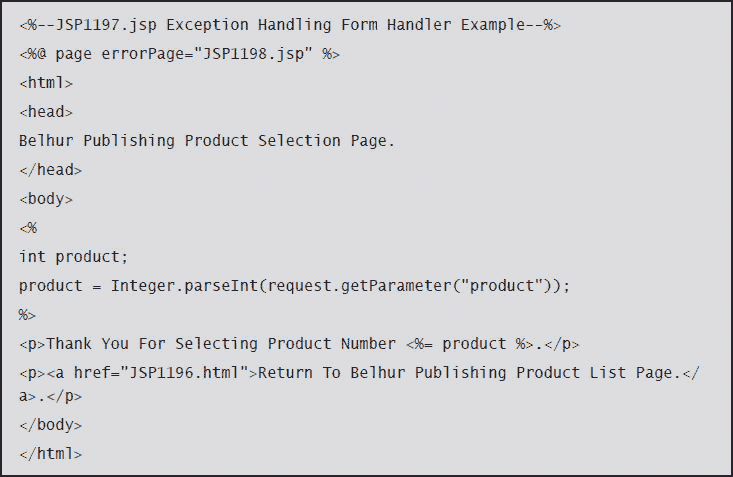 <%--JSP1197.jsp Exception Handling Form Handler Example--%>
<%@ page errorPage="JSP1198.jsp" %>
<html>
<head>
Belhur Publishing Product Selection Page.
</head>
<body>
<%
int product;
product = Integer.parseInt(request.getParameter("product"));
%>
<p>Thank You For Selecting Product Number <%= product %>.</p>
<p><a href="JSP1196.html">Return To Belhur Publishing Product List Page.</
a>.</p>
</body>
</html>